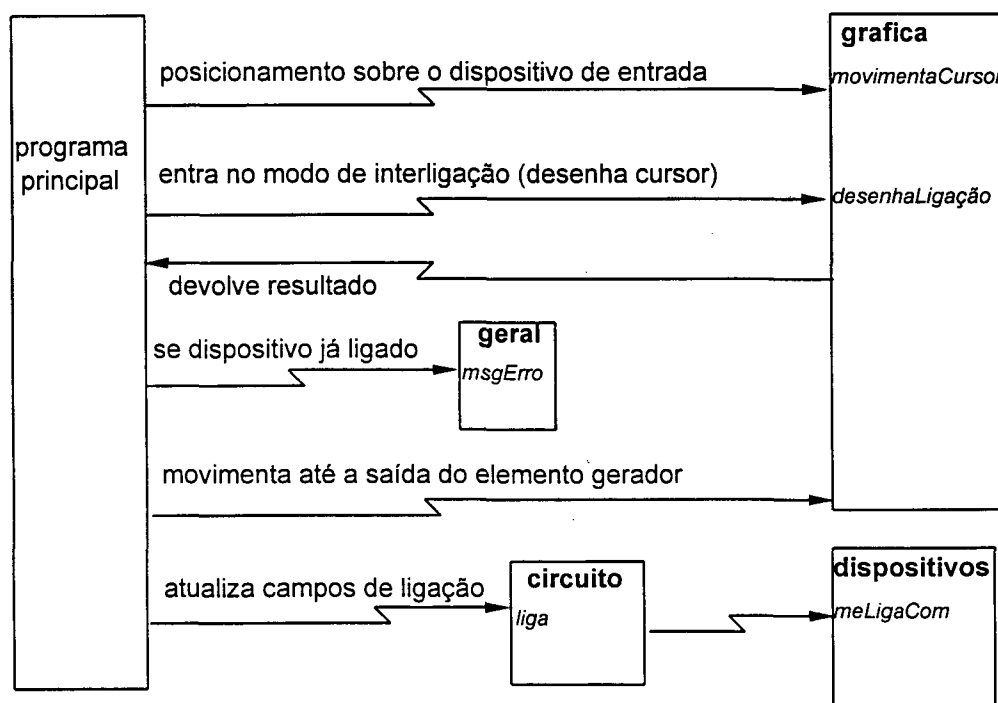 grafica
posicionamento sobre o dispositivo de entrada
movimentaCursor
programa
principal
entra no modo de interligação (desenha cursor)
desenhaLigação
devolve resultado
se dispositivo já ligado
geral
msgErro
movimenta até a saída do elemento gerador
atualiza campos de ligação
circuito
liga
dispositivos
meLigaCom